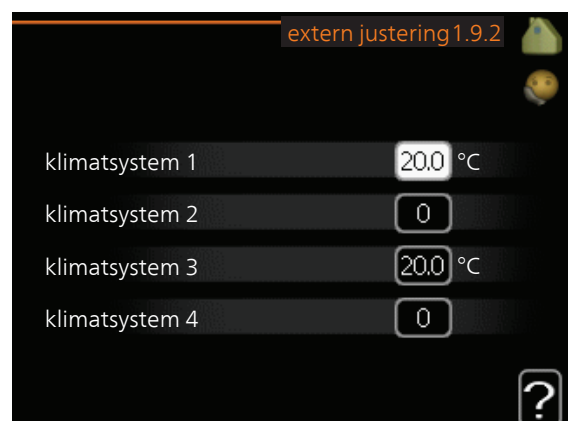 extern justering 1.9.2
klimatsystem 1 20.0 °C
klimatsystem 2 0
klimatsystem 3 20.0 °C
klimatsystem 4 0
?